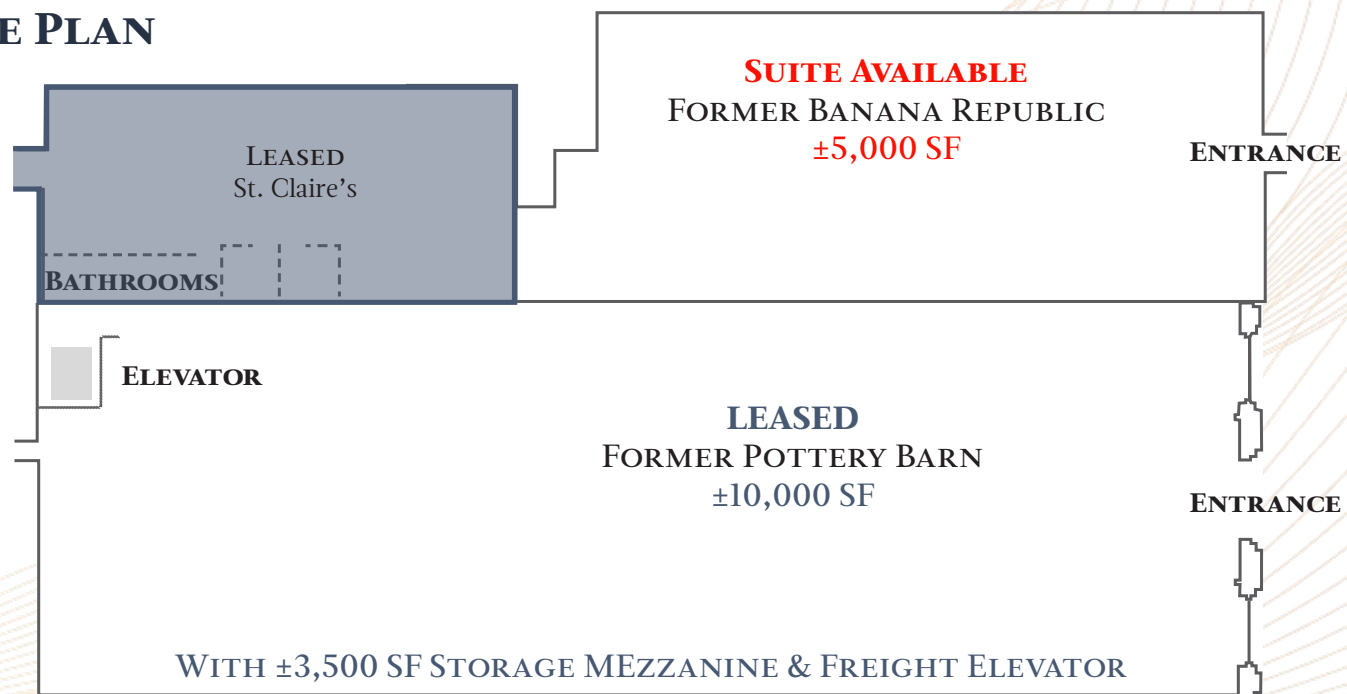 E PLAN
SUITE AVAILABLE
FORMER BANANA REPUBLIC
±5,000 SF
ENTRANCE
LEASED
St. Claire's
BATHROOMS
ELEVATOR
LEASED
FORMER POTTERY BARN
±10,000 SF
ENTRANCE
WITH ±3,500 SF STORAGE MEZZANINE & FREIGHT ELEVATOR